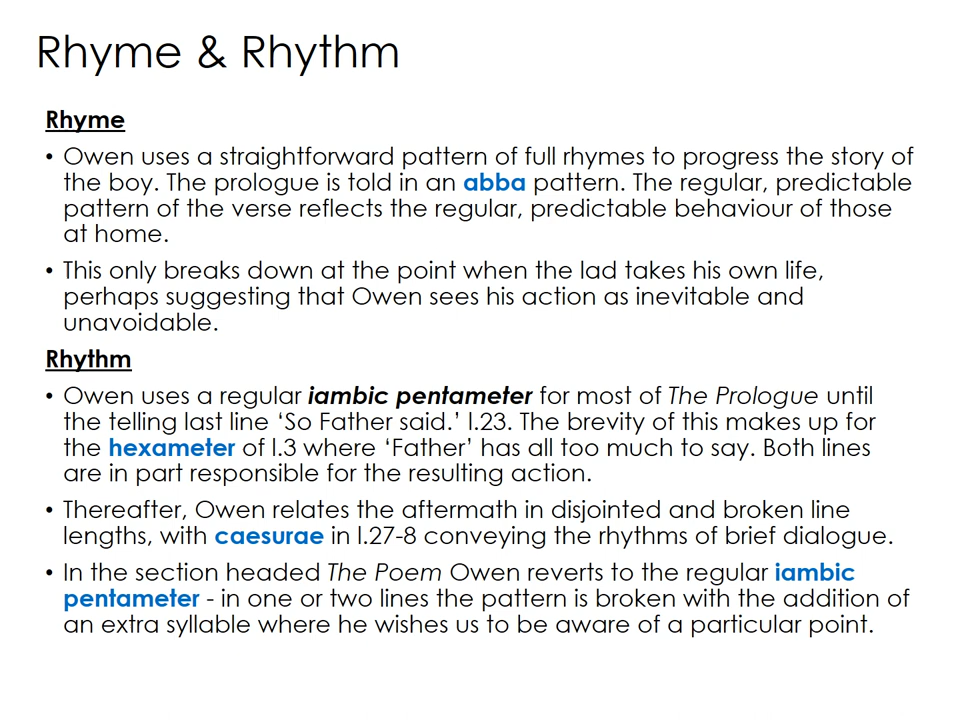 Rhyme & Rhythm
Rhyme
• Owen uses a straightforward pattern of full rhymes to progress the story of
the boy. The prologue is told in an abba pattern. The regular, predictable
pattern of the verse reflects the regular, predictable behaviour of those
at home.
• This only breaks down at the point when the lad takes his own life,
perhaps suggesting that Owen sees his action as inevitable and
unavoidable.
Rhythm
• Owen uses a regular iambic pentameter for most of The Prologue until
the telling last line ‘So Father said.’ l.23. The brevity of this makes up for
the hexameter of l.3 where ‘Father’ has all too much to say. Both lines
are in part responsible for the resulting action.
• Thereafter, Owen relates the aftermath in disjointed and broken line
lengths, with caesurae in l.27-8 conveying the rhythms of brief dialogue.
• In the section headed The Poem Owen reverts to the regular iambic
pentameter - in one or two lines the pattern is broken with the addition of
an extra syllable where he wishes us to be aware of a particular point.